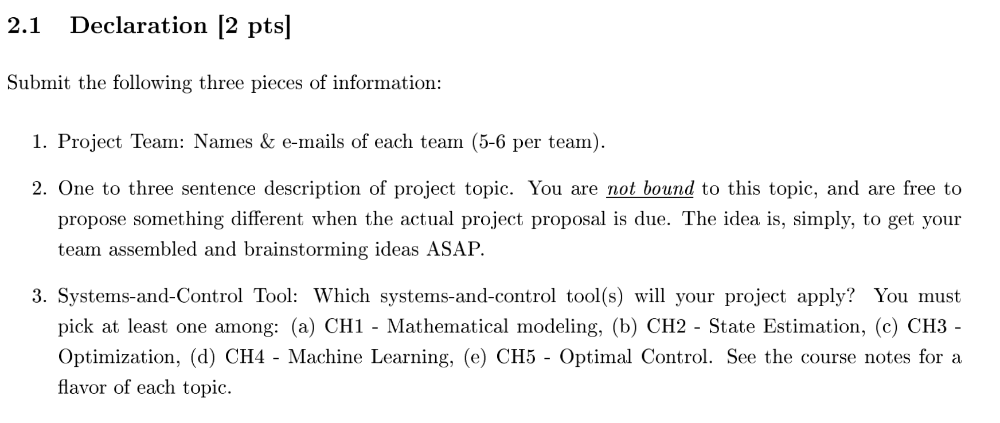 2.1 Declaration [2 pts]
Submit the following three pieces of information:
1. Project Team: Names & e-mails of each team (5-6 per team).
2. One to three sentence description of project topic. You are not bound to this topic, and are free to
propose something different when the actual project proposal is due. The idea is, simply, to get your
team assembled and brainstorming ideas ASAP.
3. Systems-and-Control Tool: Which systems-and-control tool(s) will your project apply? You must
pick at least one among: (a) CH1 - Mathematical modeling, (b) CH2 - State Estimation, (c) CH3 -
Optimization, (d) CH4 - Machine Learning, (e) CH5 - Optimal Control. See the course notes for a
flavor of each topic.